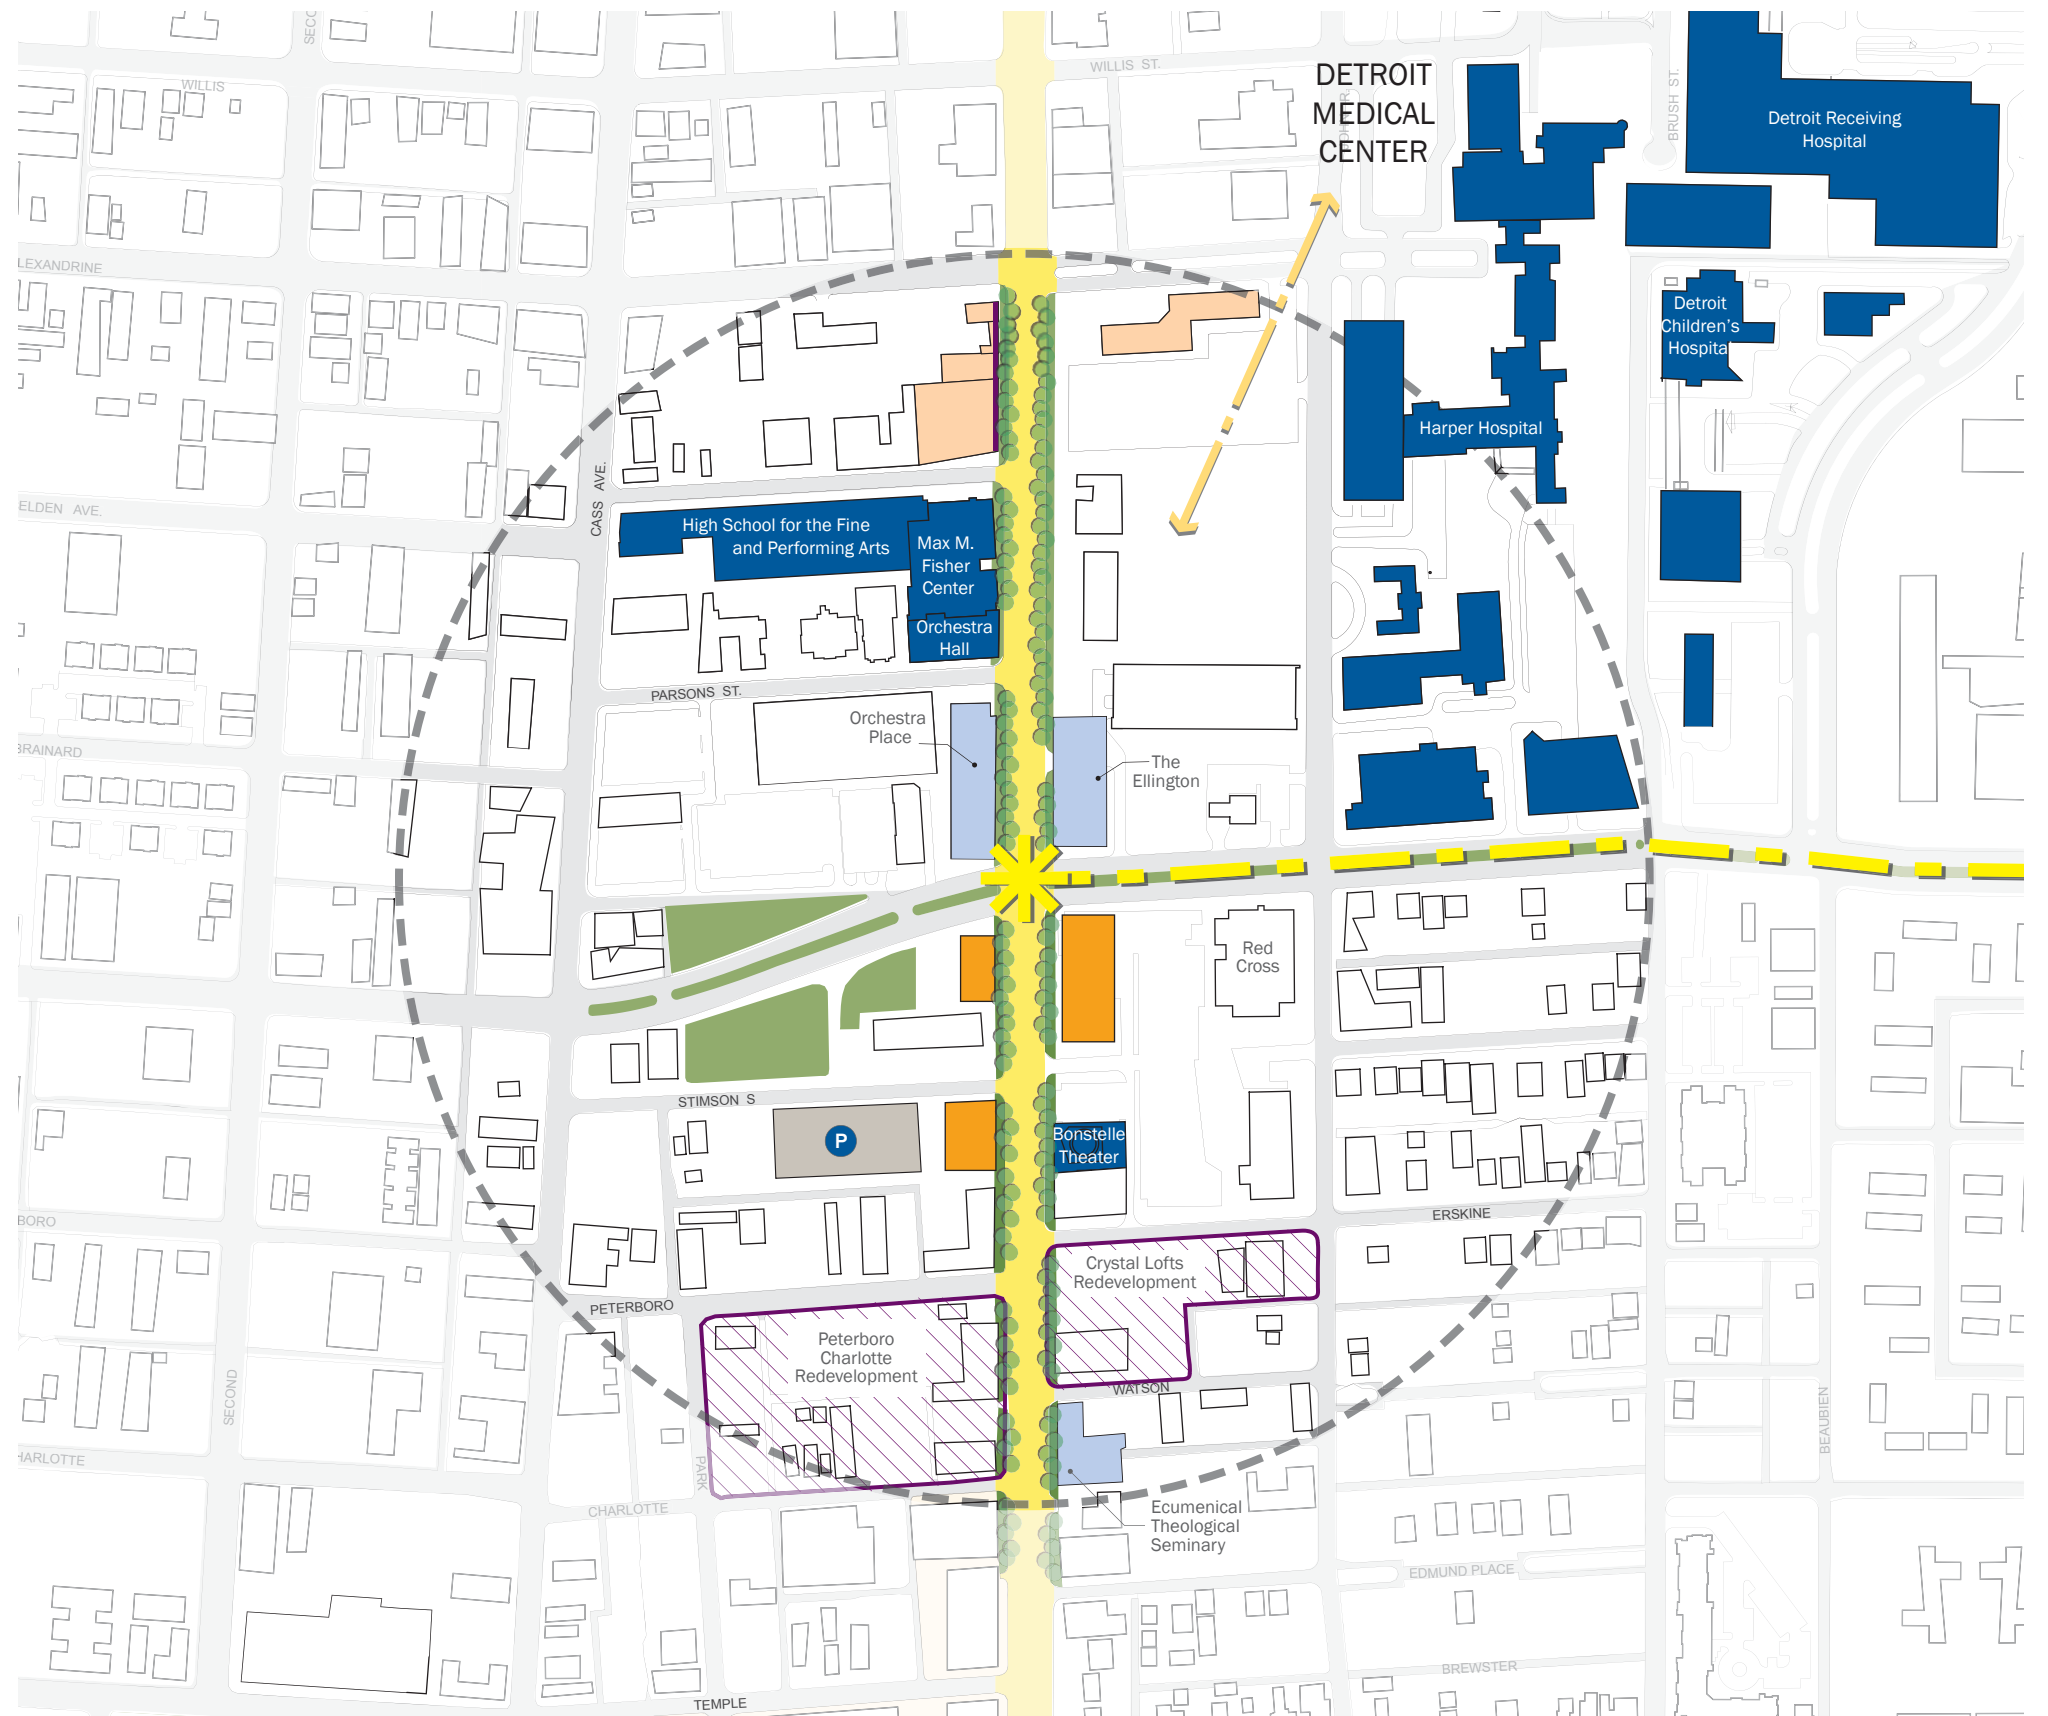 WILLIS
WILLIS ST.
DETROIT
MEDICAL
CENTER
BRUSH ST.
Detroit Receiving
Hospital
LEXANDRINE
Detroit
Children's
Hospital
Harper Hospital
CASS AVE.
ELDEN AVE.
High School for the Fine
and Performing Arts
Max M.
Fisher
Center
Orchestra
Hall
PARSONS ST.
Orchestra
Place
The
Ellington
BRAINARD
Red
Cross
STIMSON S
P
Bonstelle
Theater
BORO
ERSKINE
Crystal Lofts
Redevelopment
PETERBORO
Peterboro
Charlotte
Redevelopment
WATSON
SECOND
BEAUBIEN
HARLOTTE
PARK
CHARLOTTE
Ecumenical
Theological
Seminary
EDMUND PLACE
BREWSTER
TEMPLE